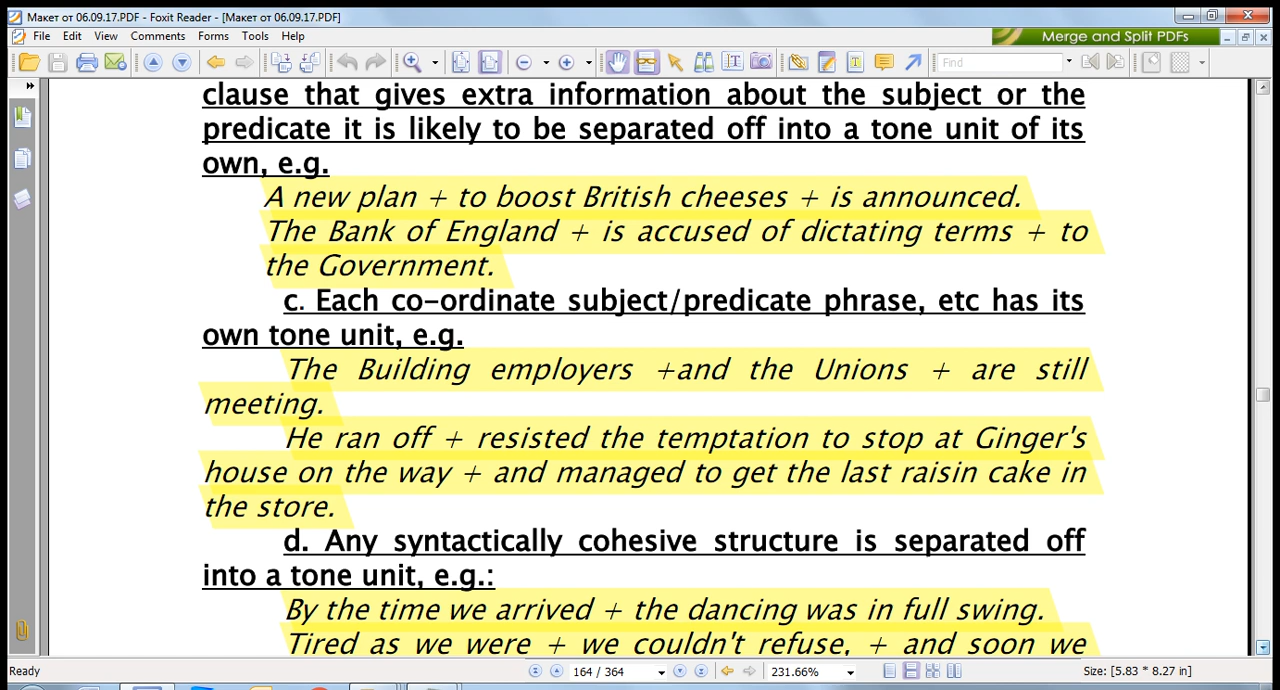 Макет от 06.09.17.PDF - Foxit Reader - [Макет от 06.09.17.PDF]
File Edit View Comments Forms Tools Help
Merge and Split PDFs
Find
clause that gives extra information about the subject or the
predicate it is likely to be separated off into a tone unit of its
own, e.g.
A new plan + to boost British cheeses + is announced.
The Bank of England + is accused of dictating terms + to
the Government.
c. Each co-ordinate subject/predicate phrase, etc has its
own tone unit, e.g.
The Building employers +and the Unions + are still
meeting.
He ran off + resisted the temptation to stop at Ginger's
house on the way + and managed to get the last raisin cake in
the store.
d. Any syntactically cohesive structure is separated off
into a tone unit, e.g.:
By the time we arrived + the dancing was in full swing.
Tired as we were + we couldn't refuse, + and soon we
Ready 164 / 364 231.66% Size: [5.83 * 8.27 in]